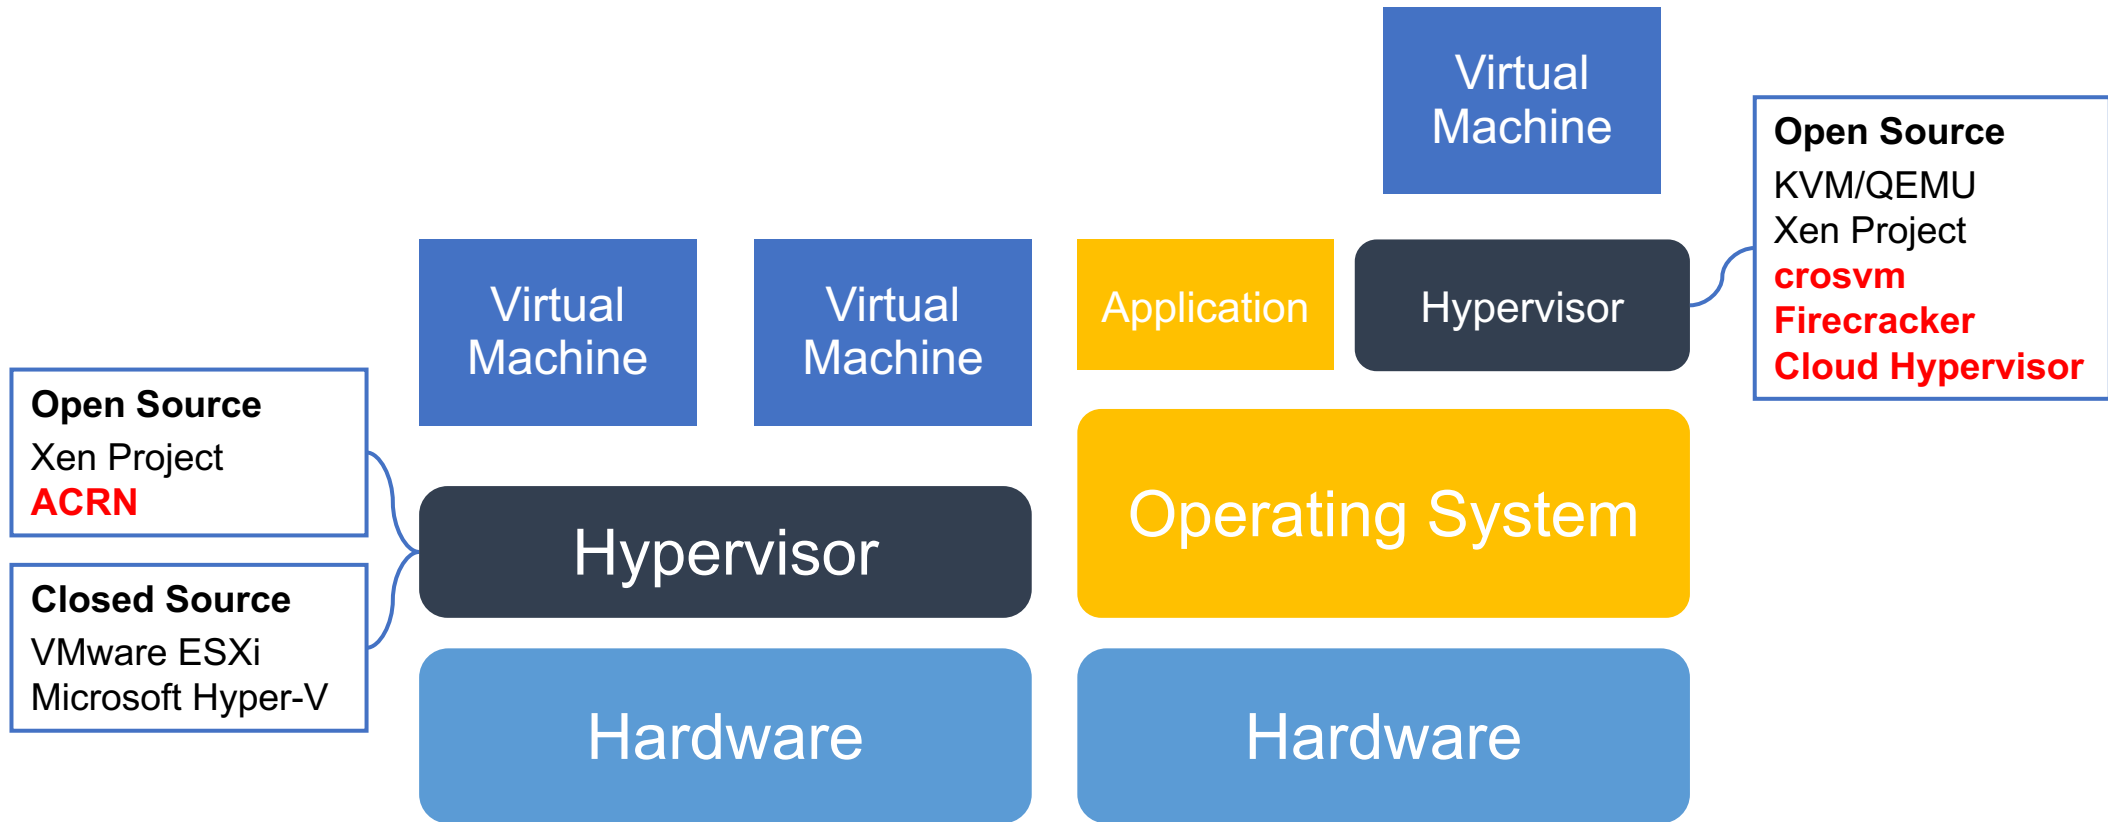 Open Source
Xen Project
ACRN
Closed Source
VMware ESXi
Microsoft Hyper-V
Virtual
Machine
Virtual
Machine
Hypervisor
Hardware
Virtual
Machine
Application
Hypervisor
Operating System
Hardware
Open Source
KVM/QEMU
Xen Project
crosvm
Firecracker
Cloud Hypervisor